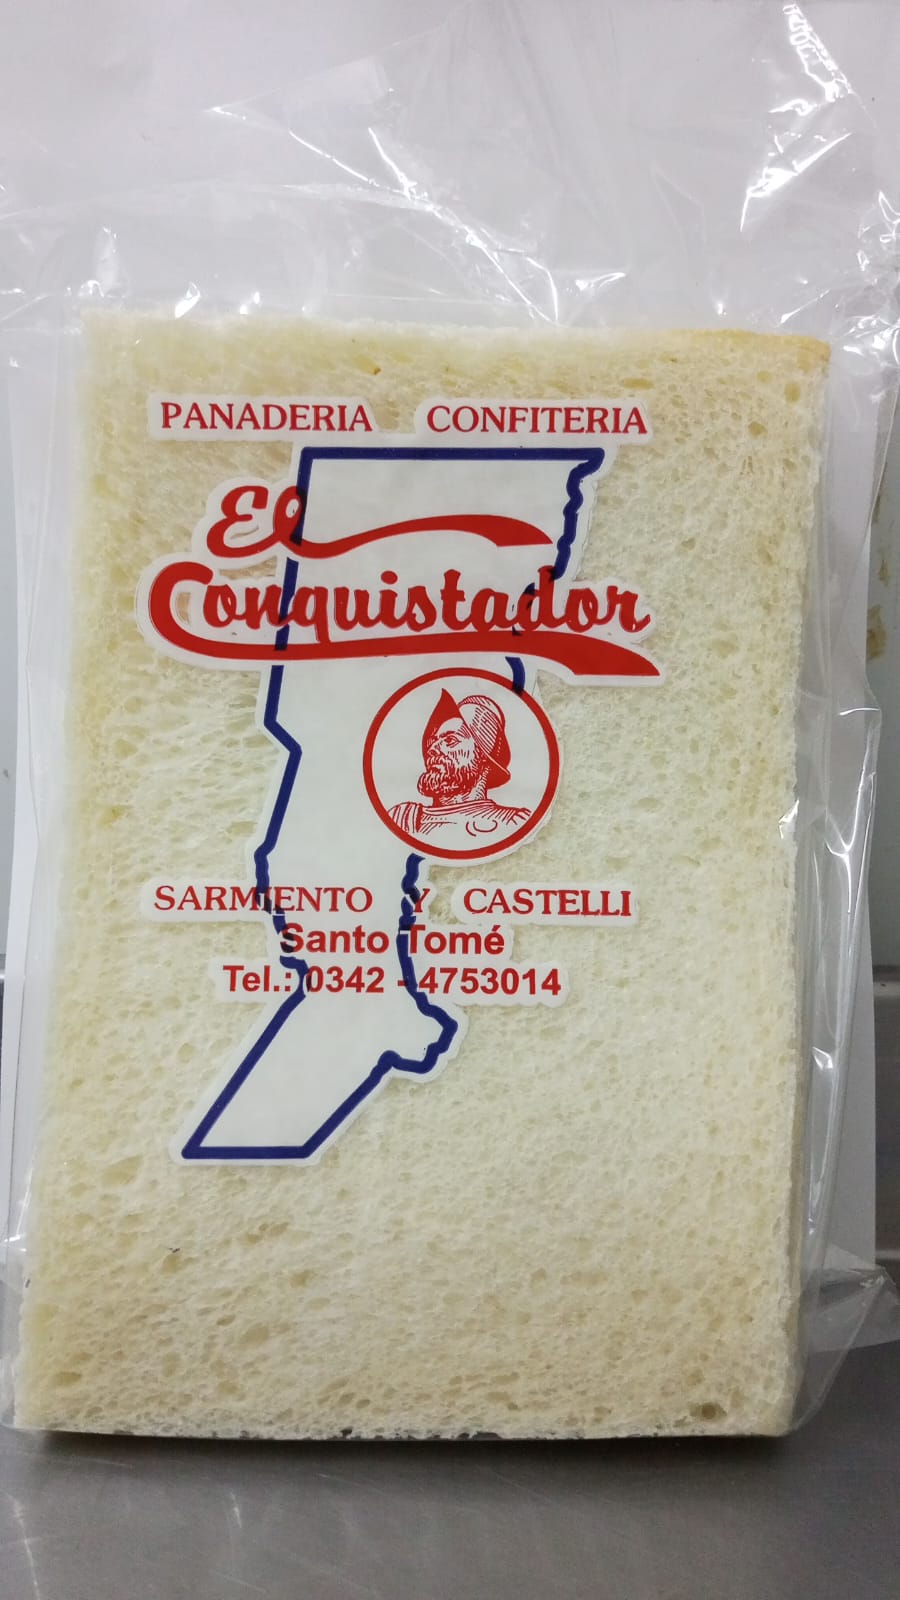 PANADERIA CONFITERIA
El
Conquistador
SARMIENTO Y CASTELLI
Santo Tomé
Tel.: 0342 - 4753014